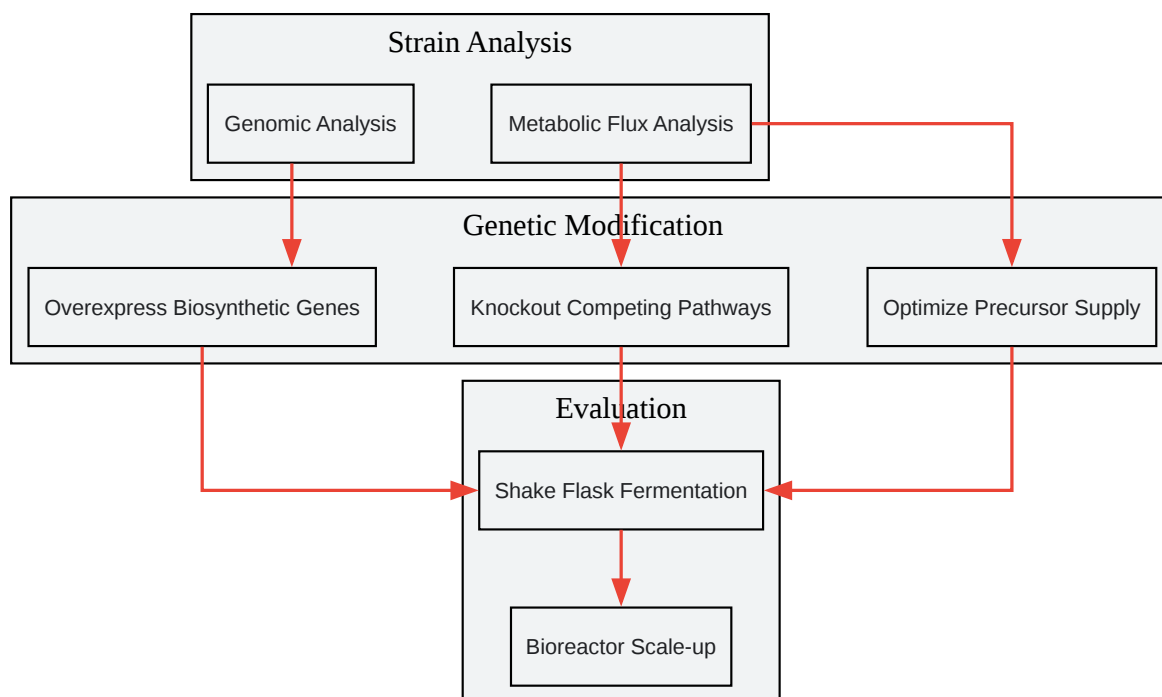 Strain Analysis
Genomic Analysis
Metabolic Flux Analysis
Genetic Modification
Overexpress Biosynthetic Genes
Knockout Competing Pathways
Optimize Precursor Supply
Evaluation
Shake Flask Fermentation
Bioreactor Scale-up